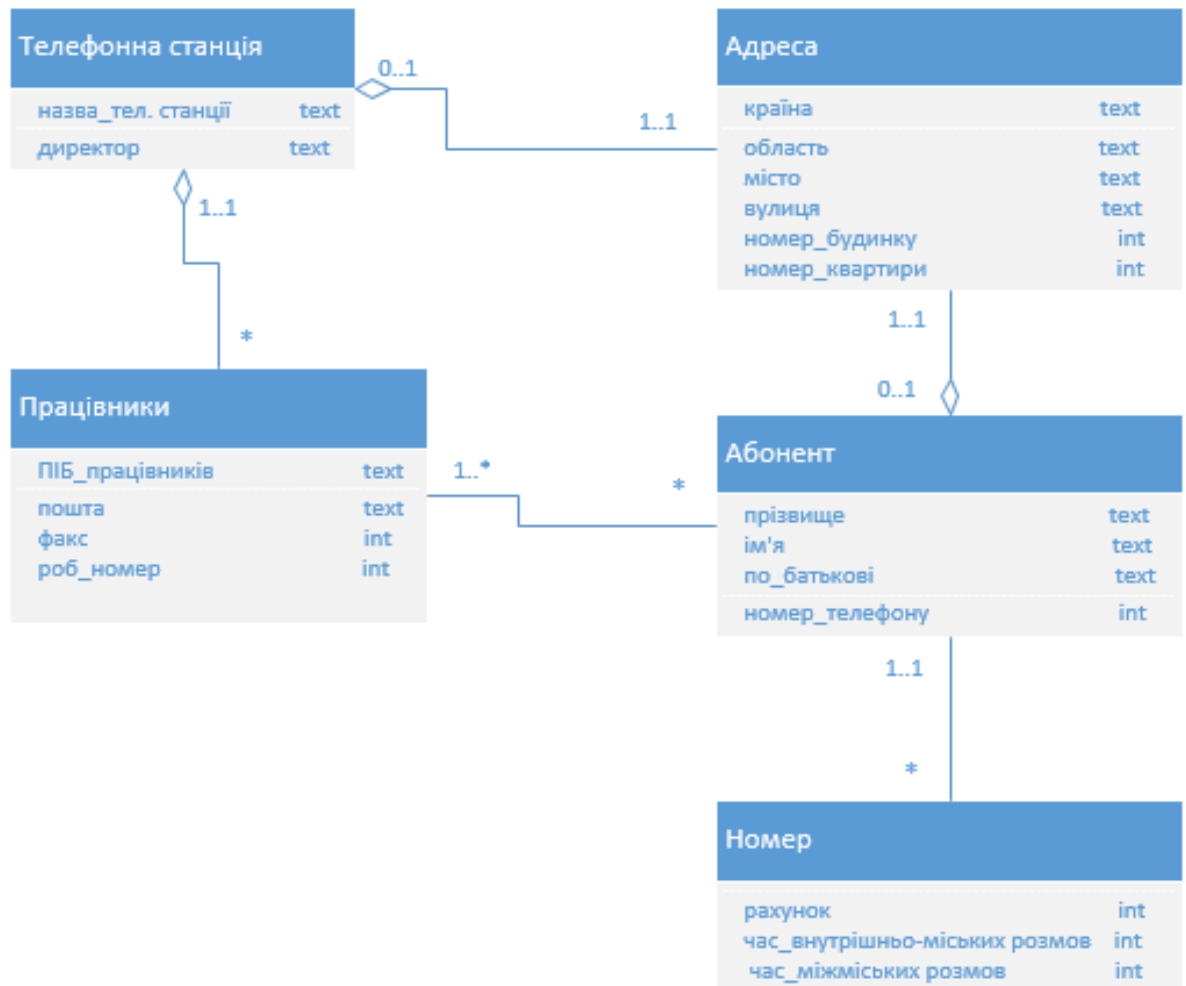 Телефонна станція
назва_тел. станції text
директор text
0..1
1..1
1..1
*
Адреса
країна text
область text
місто text
вулиця text
номер_будинку int
номер_квартири int
1..1
0..1
Працівники
ПІБ_працівників text
пошта text
факс int
роб_номер int
1..*
*
Абонент
прізвище text
ім'я text
по_батькові text
номер_телефону int
1..1
*
Номер
рахунок int
час_внутрішньо-міських розмов int
час_міжміських розмов int